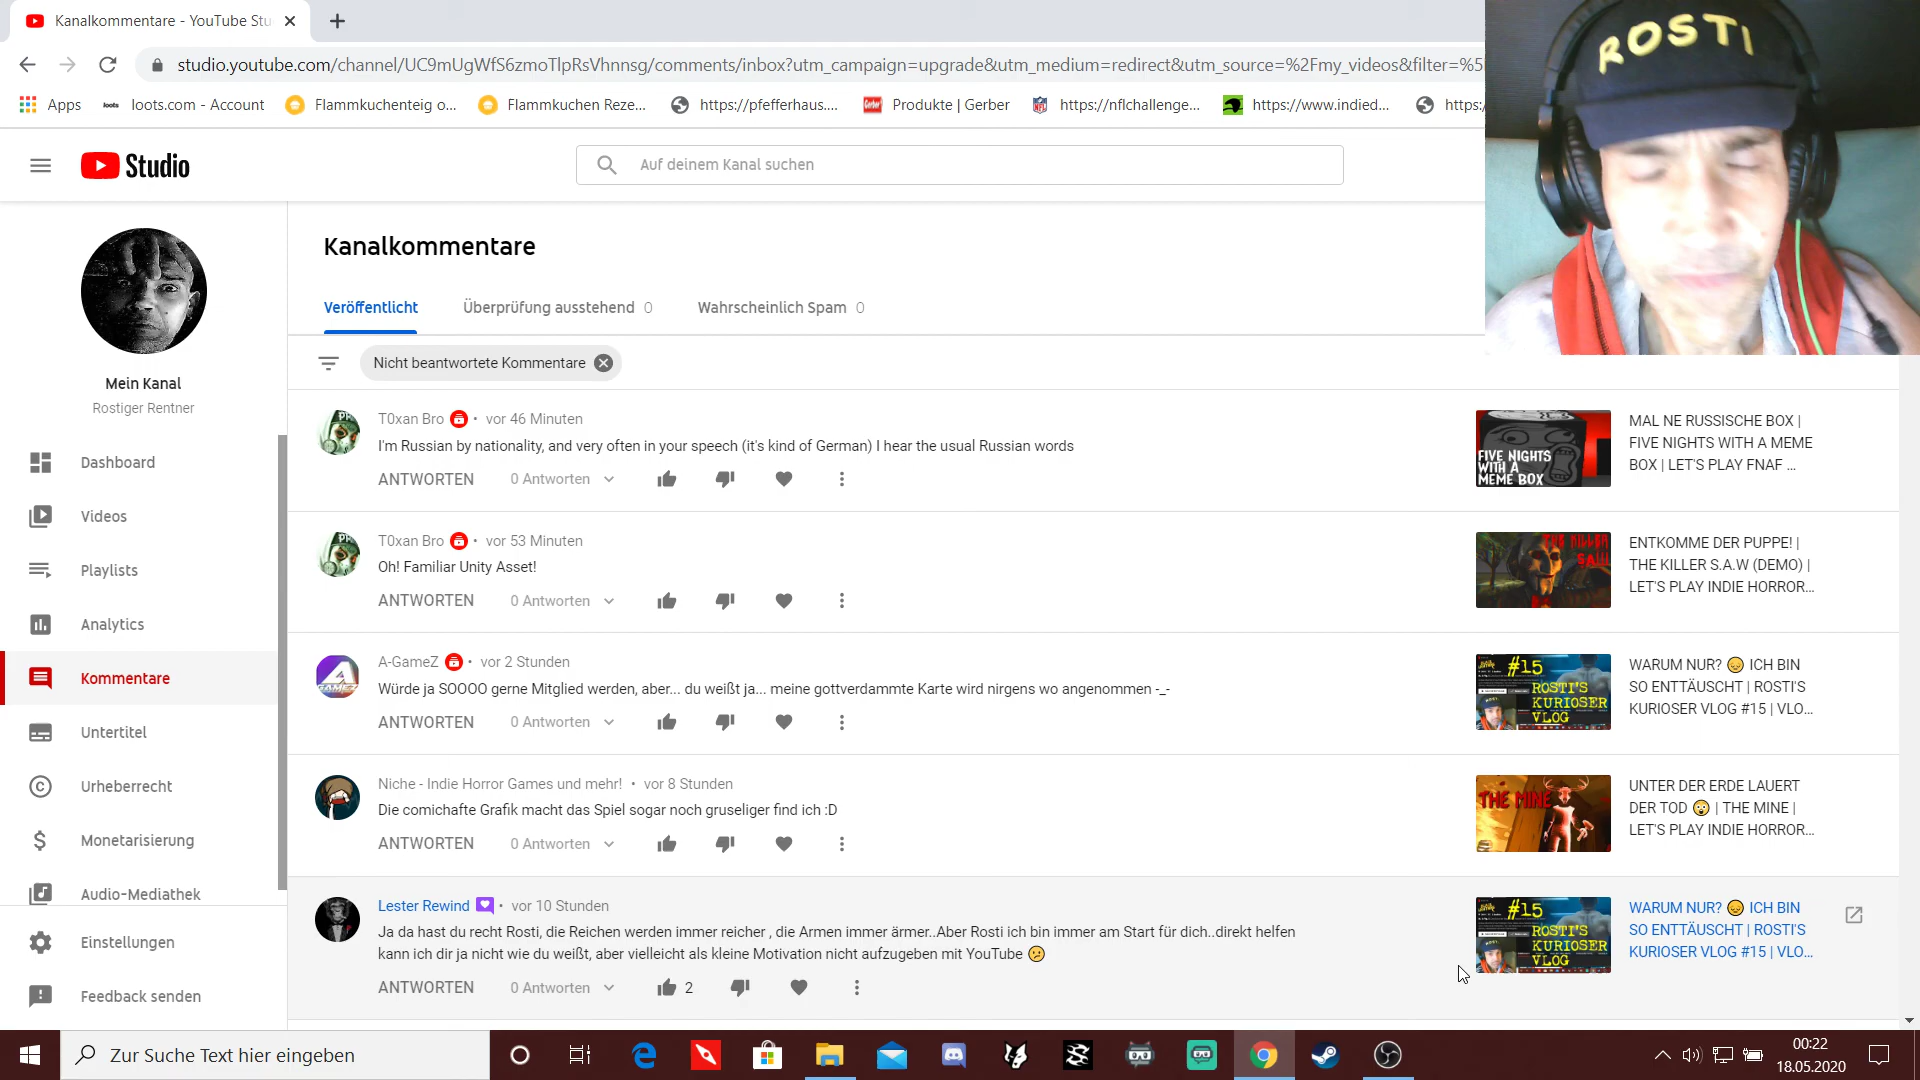 Kanalkommentare - YouTube Stu
studio.youtube.com/channel/UC9mUgWfS6zmoTlpRsVhnnsg/comments/inbox?utm_campaign=upgrade&utm_medium=redirect&utm_source=%2Fmy_videos&filter=%5
Apps
loots
loots.com - Account
Flammkuchenteig o...
Flammkuchen Reze...
https://pfefferhaus....
Gerber
Produkte | Gerber
https://nflchallenge...
https://www.indied...
https:/
ROSTI
Studio
Auf deinem Kanal suchen
Mein Kanal
Rostiger Rentner
Dashboard
Videos
Playlists
Analytics
Kommentare
Untertitel
Urheberrecht
Monetarisierung
Audio-Mediathek
Einstellungen
Feedback senden
Kanalkommentare
Veröffentlicht
Überprüfung ausstehend 0
Wahrscheinlich Spam 0
Nicht beantwortete Kommentare
T0xan Bro • vor 46 Minuten
I'm Russian by nationality, and very often in your speech (it's kind of German) I hear the usual Russian words
ANTWORTEN 0 Antworten
FIVE NIGHTS
WITH A
MEME BOX
MAL NE RUSSISCHE BOX |
FIVE NIGHTS WITH A MEME
BOX | LET'S PLAY FNAF ...
T0xan Bro • vor 53 Minuten
Oh! Familiar Unity Asset!
ANTWORTEN 0 Antworten
THE KILLER
SAW
ENTKOMME DER PUPPE! |
THE KILLER S.A.W (DEMO) |
LET'S PLAY INDIE HORROR...
A-GameZ • vor 2 Stunden
Würde ja SOOOO gerne Mitglied werden, aber... du weißt ja... meine gottverdammte Karte wird nirgens wo angenommen -_-
ANTWORTEN 0 Antworten
#15
ROSTI'S
KURIOSER
VLOG
WARUM NUR? 😞 ICH BIN
SO ENTTÄUSCHT | ROSTI'S
KURIOSER VLOG #15 | VLO...
Niche - Indie Horror Games und mehr! • vor 8 Stunden
Die comichafte Grafik macht das Spiel sogar noch gruseliger find ich :D
ANTWORTEN 0 Antworten
THE MINE
UNTER DER ERDE LAUERT
DER TOD 😲 | THE MINE |
LET'S PLAY INDIE HORROR...
Lester Rewind • vor 10 Stunden
Ja da hast du recht Rosti, die Reichen werden immer reicher , die Armen immer ärmer..Aber Rosti ich bin immer am Start für dich..direkt helfen
kann ich dir ja nicht wie du weißt, aber vielleicht als kleine Motivation nicht aufzugeben mit YouTube 😕
ANTWORTEN 0 Antworten 2
#15
ROSTI'S
KURIOSER
VLOG
WARUM NUR? 😞 ICH BIN
SO ENTTÄUSCHT | ROSTI'S
KURIOSER VLOG #15 | VLO...
Zur Suche Text hier eingeben
00:22
18.05.2020